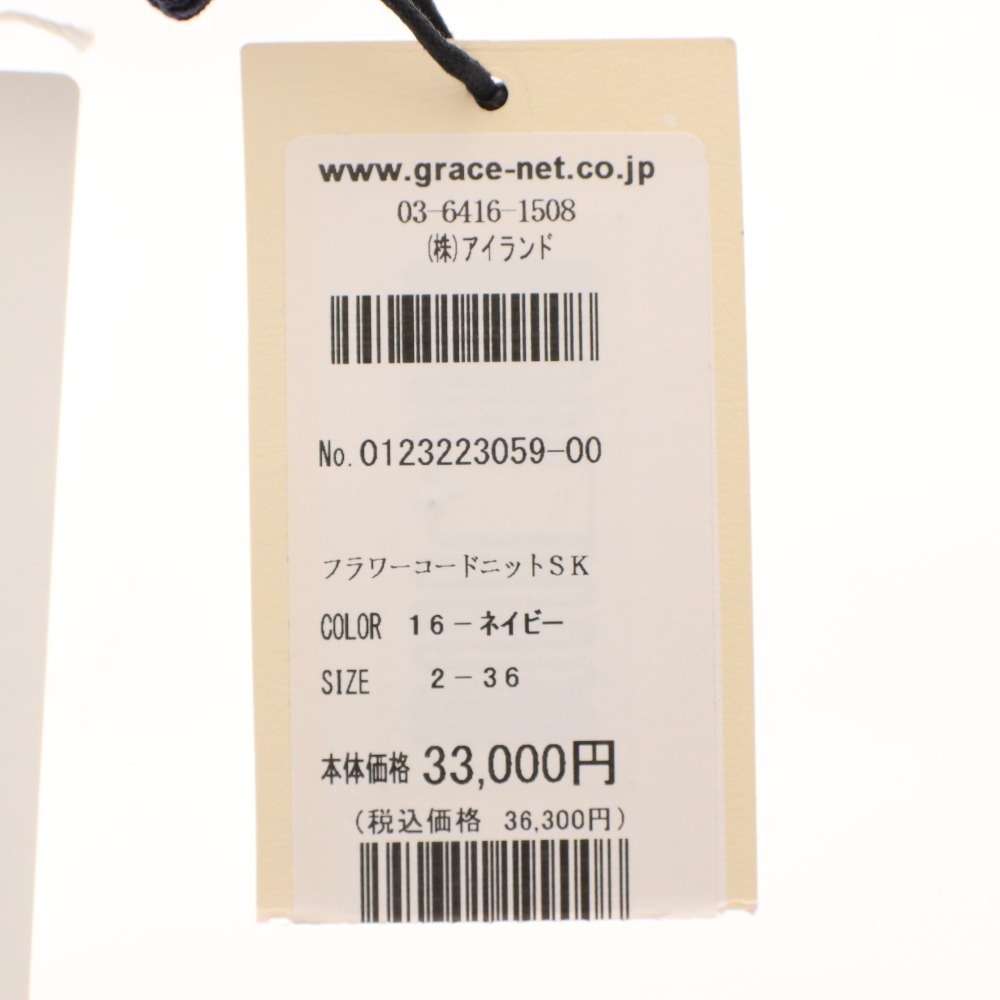 www.grace-net.co.jp
03-6416-1508
(株)アイランド
No.0123223059-00
フラワーコードニットSK
COLOR 16-ネイビー
SIZE 2-36
本体価格 33,000円
(税込価格 36,300円)